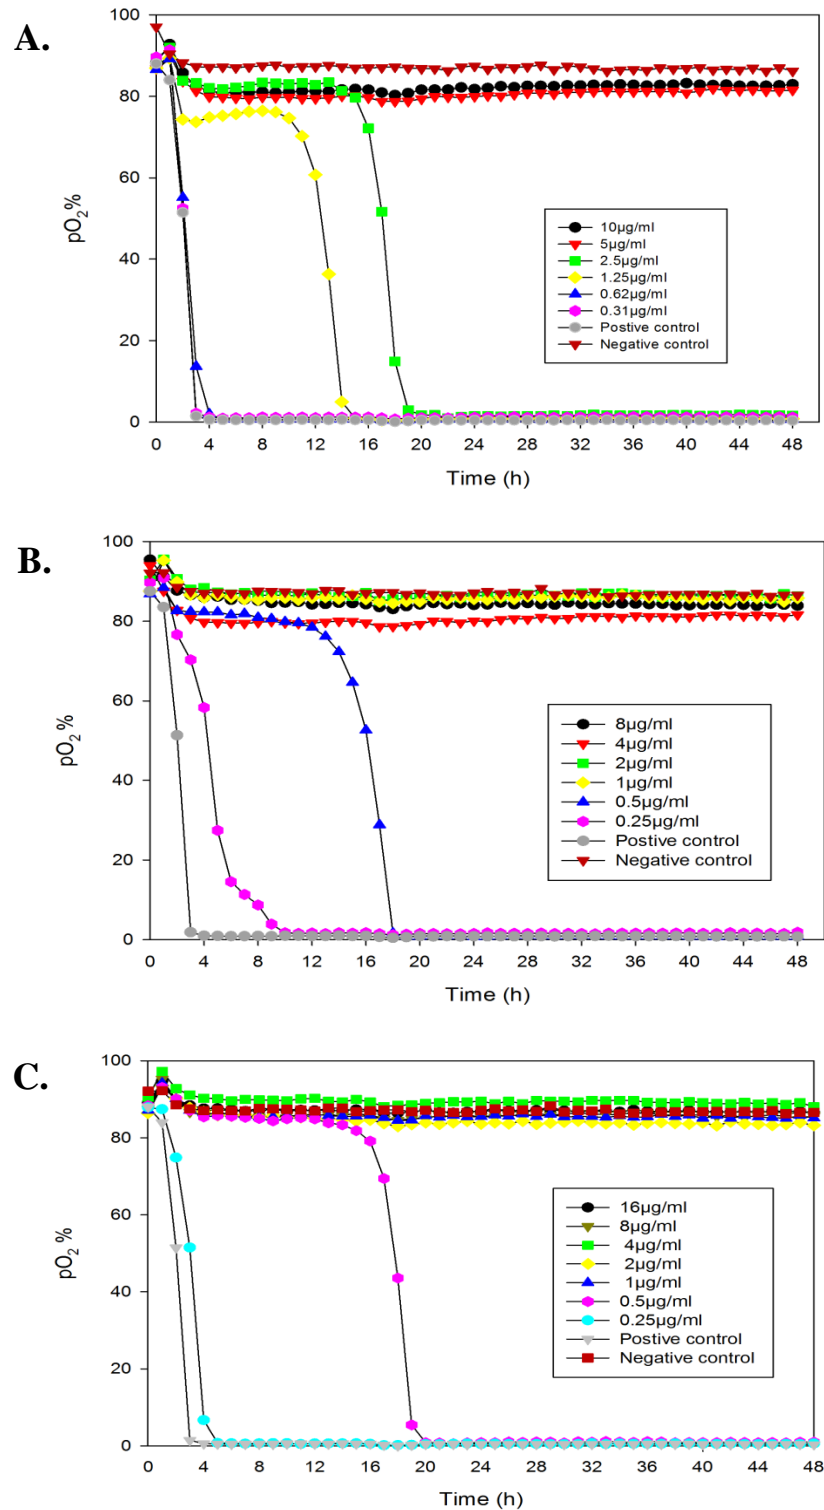 A.
100
80
60
40
20
0
pO2%
10µg/ml
5µg/ml
2.5µg/ml
1.25µg/ml
0.62µg/ml
0.31µg/ml
Postive control
Negative control
0 4 8 12 16 20 24 28 32 36 40 44 48
Time (h)
B.
100
80
60
40
20
0
pO2%
8µg/ml
4µg/ml
2µg/ml
1µg/ml
0.5µg/ml
0.25µg/ml
Postive control
Negative control
0 4 8 12 16 20 24 28 32 36 40 44 48
Time (h)
C.
100
80
60
40
20
0
pO2%
16µg/ml
8µg/ml
4µg/ml
2µg/ml
1µg/ml
0.5µg/ml
0.25µg/ml
Postive control
Negative control
0 4 8 12 16 20 24 28 32 36 40 44 48
Time (h)